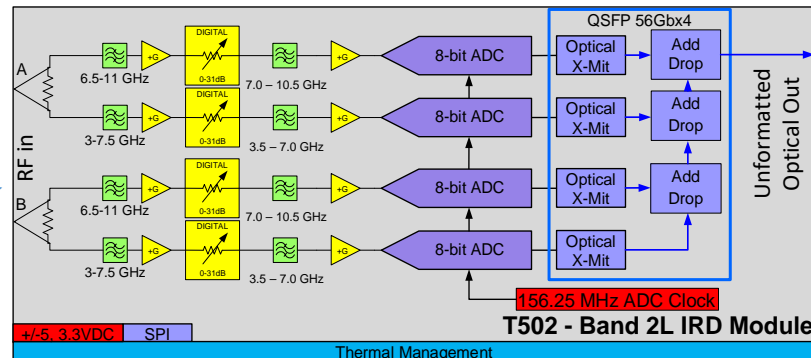 QSFP 56Gbx4
A
6.5-11 GHz
+G
DIGITAL
0-31dB
7.0 – 10.5 GHz
+G
8-bit ADC
Optical
X-Mit
Add
Drop
3-7.5 GHz
+G
DIGITAL
0-31dB
3.5 – 7.0 GHz
+G
8-bit ADC
Optical
X-Mit
Add
Drop
RF in
Unformatted
Optical Out
B
6.5-11 GHz
+G
DIGITAL
0-31dB
7.0 – 10.5 GHz
+G
8-bit ADC
Optical
X-Mit
Add
Drop
3-7.5 GHz
+G
DIGITAL
0-31dB
3.5 – 7.0 GHz
+G
8-bit ADC
Optical
X-Mit
156.25 MHz ADC Clock
T502 - Band 2L IRD Module
+/-5, 3.3VDC
SPI
Thermal Management